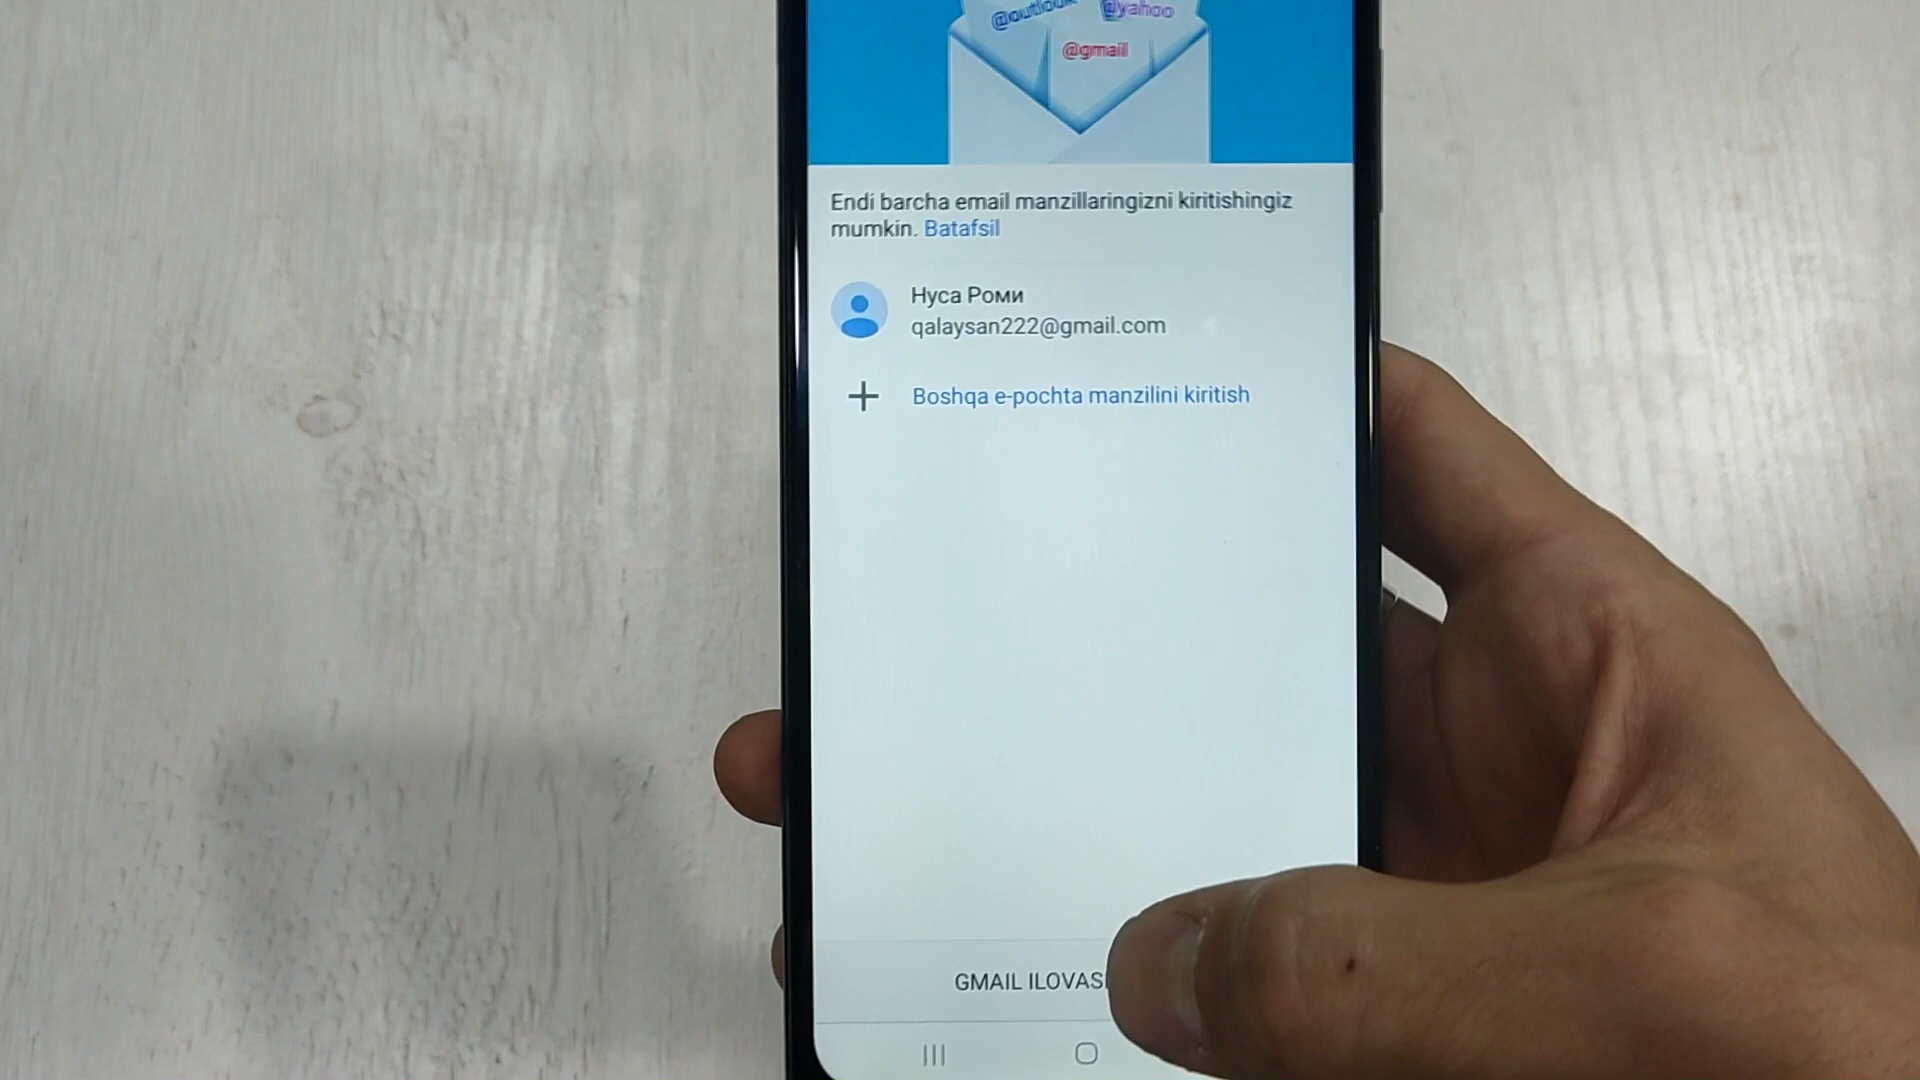 @outlook @yahoo
@gmail
Endi barcha email manzillaringizni kiritishingiz
mumkin. Batafsil
Нуса Роми
qalaysan222@gmail.com
Boshqa e-pochta manzilini kiritish
GMAIL ILOVAS